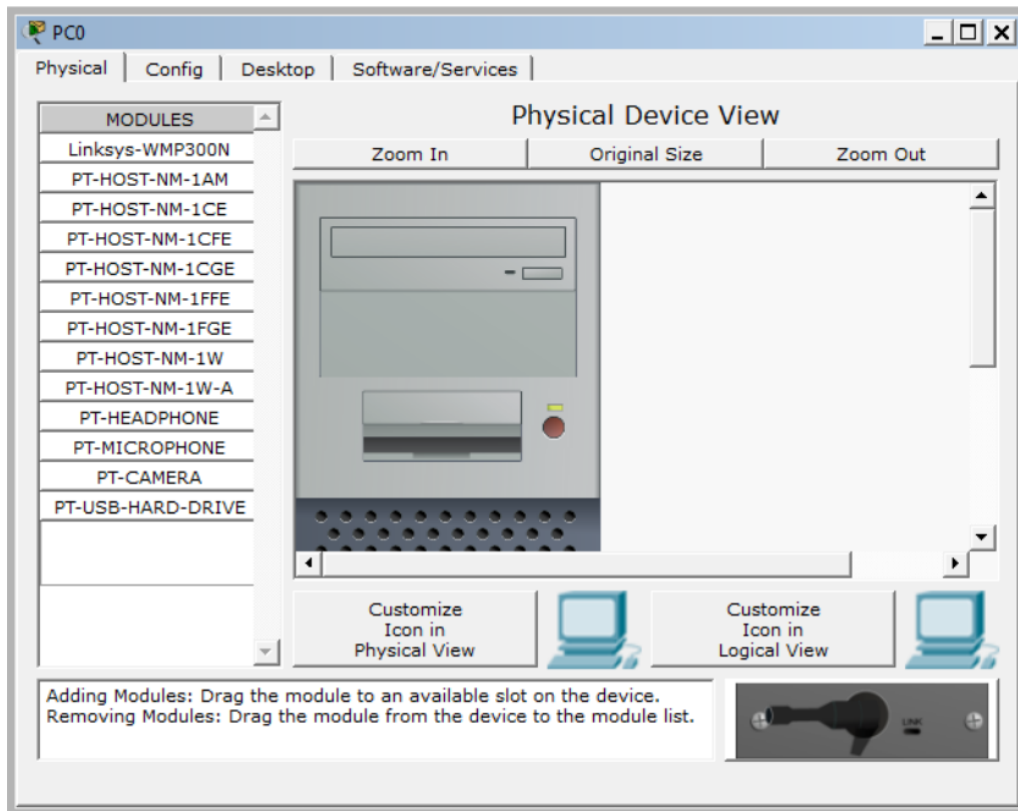 PC0
Physical
Config
Desktop
Software/Services
MODULES
Linksys-WMP300N
PT-HOST-NM-1AM
PT-HOST-NM-1CE
PT-HOST-NM-1CFE
PT-HOST-NM-1CGE
PT-HOST-NM-1FFE
PT-HOST-NM-1FGE
PT-HOST-NM-1W
PT-HOST-NM-1W-A
PT-HEADPHONE
PT-MICROPHONE
PT-CAMERA
PT-USB-HARD-DRIVE
Physical Device View
Zoom In
Original Size
Zoom Out
Customize
Icon in
Physical View
Customize
Icon in
Logical View
Adding Modules: Drag the module to an available slot on the device.
Removing Modules: Drag the module from the device to the module list.
LINK